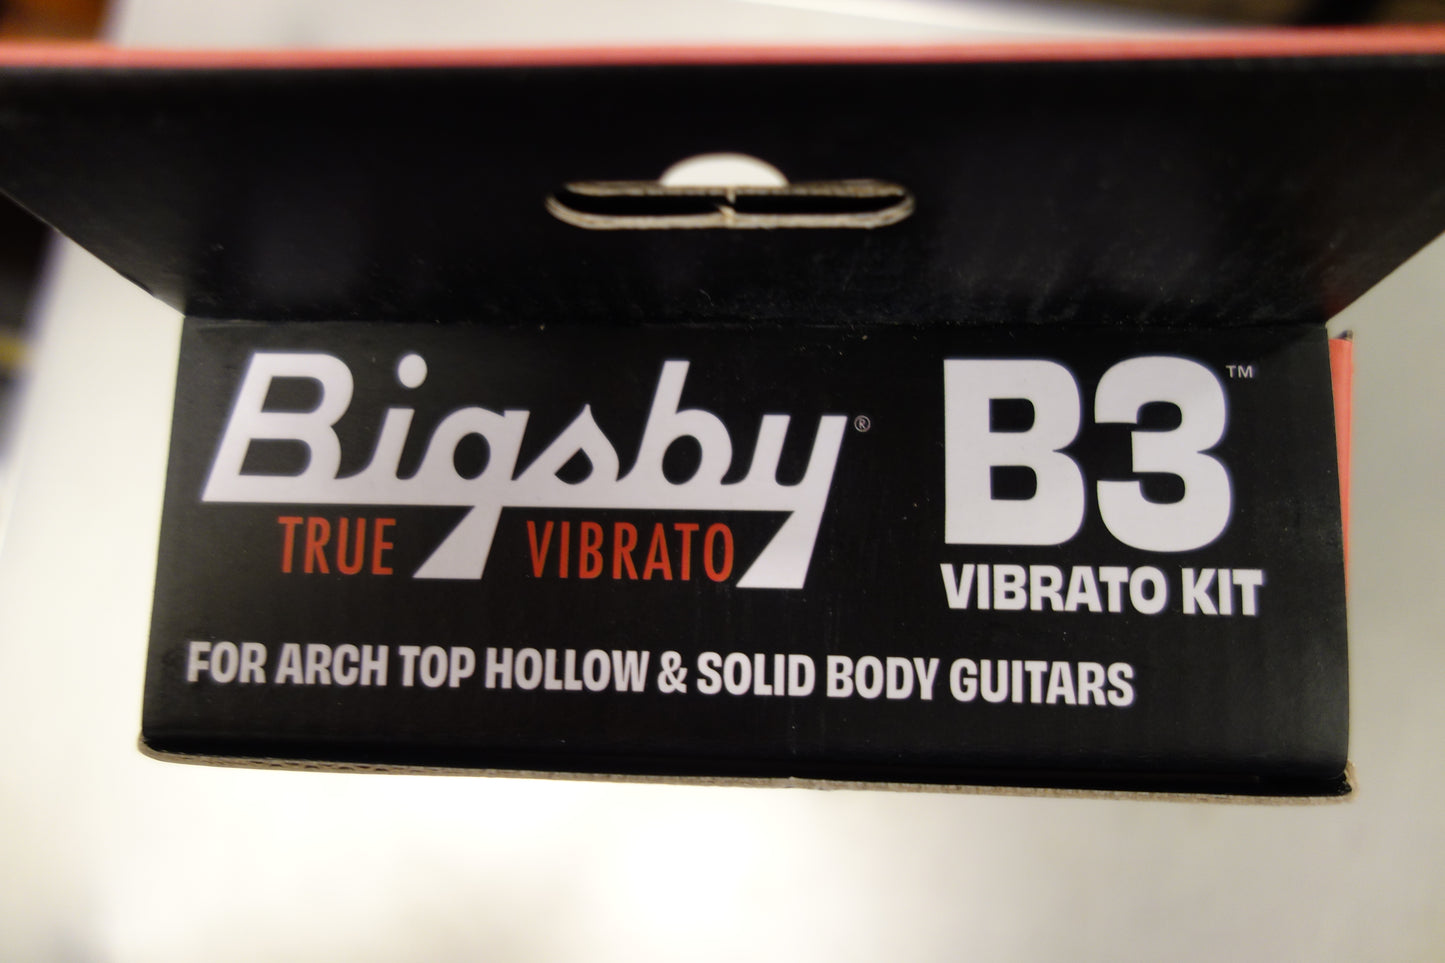 Bigsby®
TRUE VIBRATO
B3™
VIBRATO KIT
FOR ARCH TOP HOLLOW & SOLID BODY GUITARS